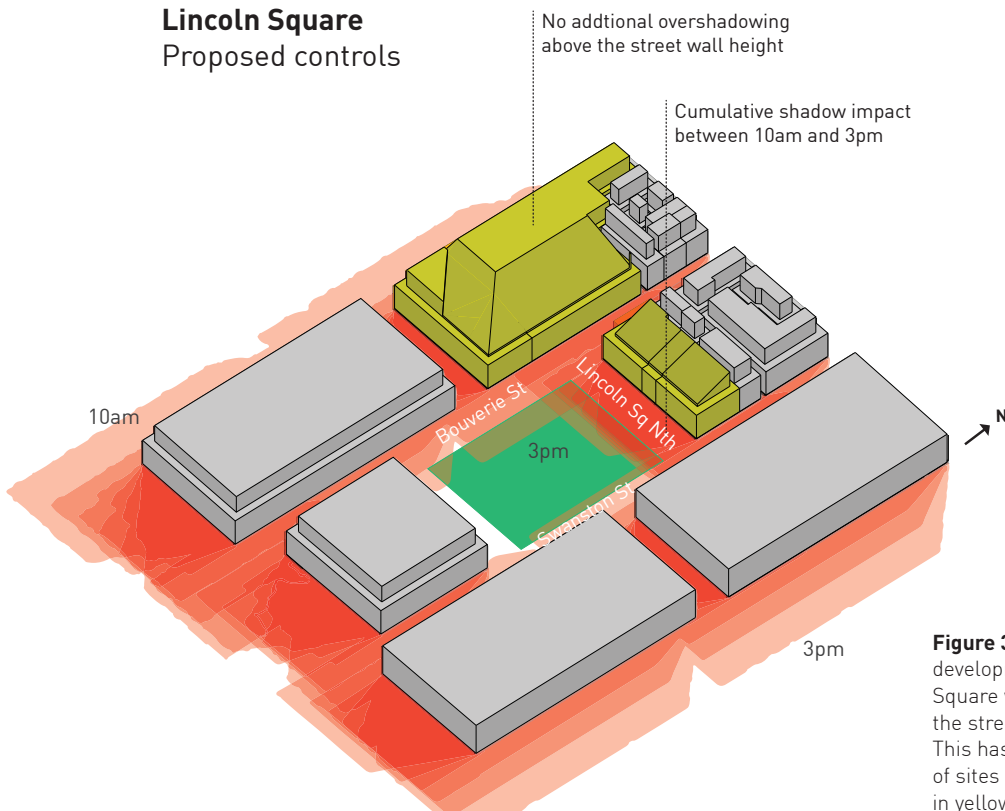 Lincoln Square
Proposed controls
No addtional overshadowing
above the street wall height
Cumulative shadow impact
between 10am and 3pm
10am
Bouverie St
Lincoln Sq Nth
3pm
Swanston St
N
3pm
Figure 3
develop
Square
the stre
This has
of sites
in yellow